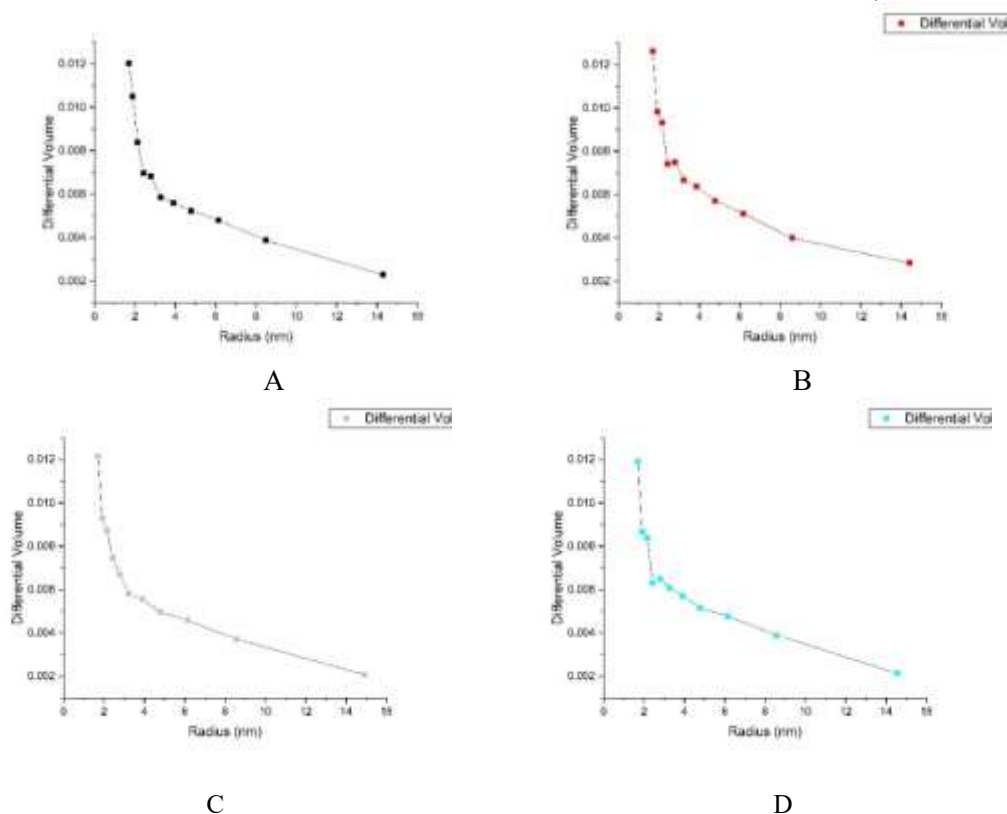 Differential Vol
0.012
0.010
0.008
0.006
0.004
0.002
Differential Volume
0 2 4 6 8 10 12 14 16
Radius (nm)
A
0.012
0.010
0.008
0.006
0.004
0.002
Differential Volume
0 2 4 6 8 10 12 14 16
Radius (nm)
B
Differential Vol
0.012
0.010
0.008
0.006
0.004
0.002
Differential Volume
0 2 4 6 8 10 12 14 16
Radius (nm)
C
Differential Vol
0.012
0.010
0.008
0.006
0.004
0.002
Differential Volume
0 2 4 6 8 10 12 14 16
Radius (nm)
D